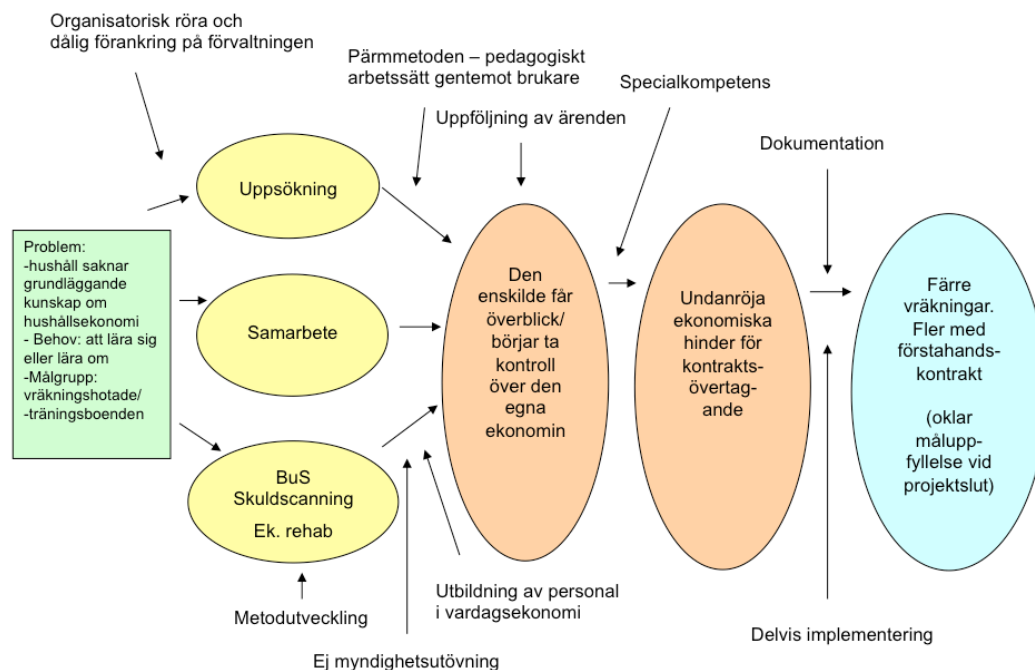 Organisatorisk röra och
dålig förankring på förvaltningen
Pärmmetoden – pedagogiskt
arbetssätt gentemot brukare
Specialkompetens
Uppföljning av ärenden
Dokumentation
Uppsökning
Problem:
-hushåll saknar
grundläggande
kunskap om
hushållsekonomi
- Behov: att lära sig
eller lära om
-Målgrupp:
vräkningshotade/
-träningsboenden
Samarbete
BuS
Skuldscanning
Ek. rehab
Den
enskilde får
överblick/
börjar ta
kontroll
över den
egna
ekonomin
Undanröja
ekonomiska
hinder för
kontrakts-
övertag-
ande
Färre
vräkningar.
Fler med
förstahands-
kontrakt
(oklar
målupp-
fyllelse vid
projektslut)
Metodutveckling
Utbildning av personal
i vardagsekonomi
Ej myndighetsutövning
Delvis implementering